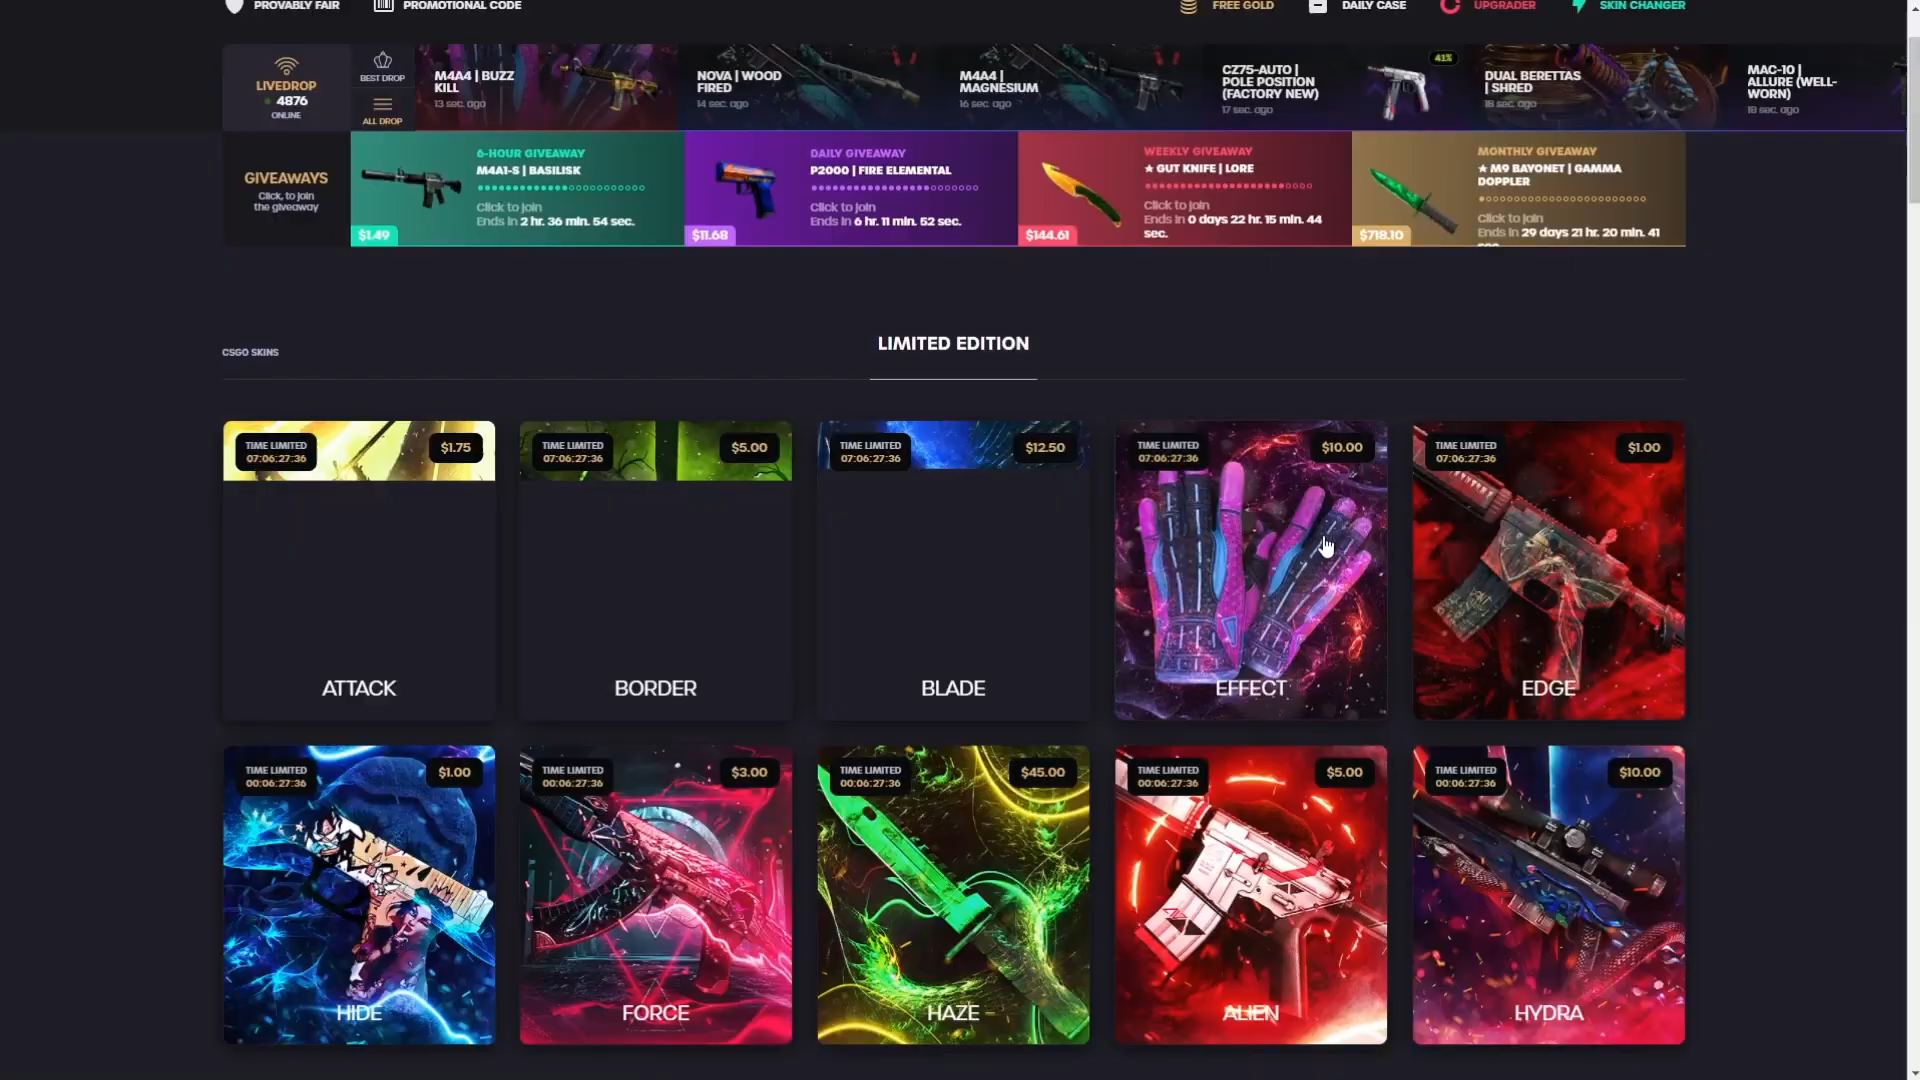 PROVABLY FAIR
PROMOTIONAL CODE
FREE GOLD
DAILY CASE
UPGRADER
SKIN CHANGER
LIVEDROP
4876
ONLINE
BEST DROP
ALL DROP
M4A4 | BUZZ
KILL
13 sec. ago
NOVA | WOOD
FIRED
14 sec. ago
M4A4 |
MAGNESIUM
16 sec. ago
CZ75-AUTO |
POLE POSITION
(FACTORY NEW)
17 sec. ago
41%
DUAL BERETTAS
| SHRED
18 sec. ago
MAC-10 |
ALLURE (WELL-
WORN)
18 sec. ago
GIVEAWAYS
Click, to join
the giveaway
6-HOUR GIVEAWAY
M4A1-S | BASILISK
Click to join
Ends in 2 hr. 36 min. 54 sec.
$1.49
DAILY GIVEAWAY
P2000 | FIRE ELEMENTAL
Click to join
Ends in 6 hr. 11 min. 52 sec.
$11.68
WEEKLY GIVEAWAY
★ GUT KNIFE | LORE
Click to join
Ends in 0 days 22 hr. 15 min. 44
sec.
$144.61
MONTHLY GIVEAWAY
★ M9 BAYONET | GAMMA
DOPPLER
Click to join
Ends in 29 days 21 hr. 20 min. 41
sec.
$718.10
CSGO SKINS
LIMITED EDITION
TIME LIMITED
07:06:27:36
$1.75
ATTACK
TIME LIMITED
07:06:27:36
$5.00
BORDER
TIME LIMITED
07:06:27:36
$12.50
BLADE
TIME LIMITED
07:06:27:36
$10.00
EFFECT
TIME LIMITED
07:06:27:36
$1.00
EDGE
TIME LIMITED
00:06:27:36
$1.00
HIDE
TIME LIMITED
00:06:27:36
$3.00
FORCE
TIME LIMITED
00:06:27:36
$45.00
HAZE
TIME LIMITED
00:06:27:36
$5.00
ALIEN
TIME LIMITED
00:06:27:36
$10.00
HYDRA